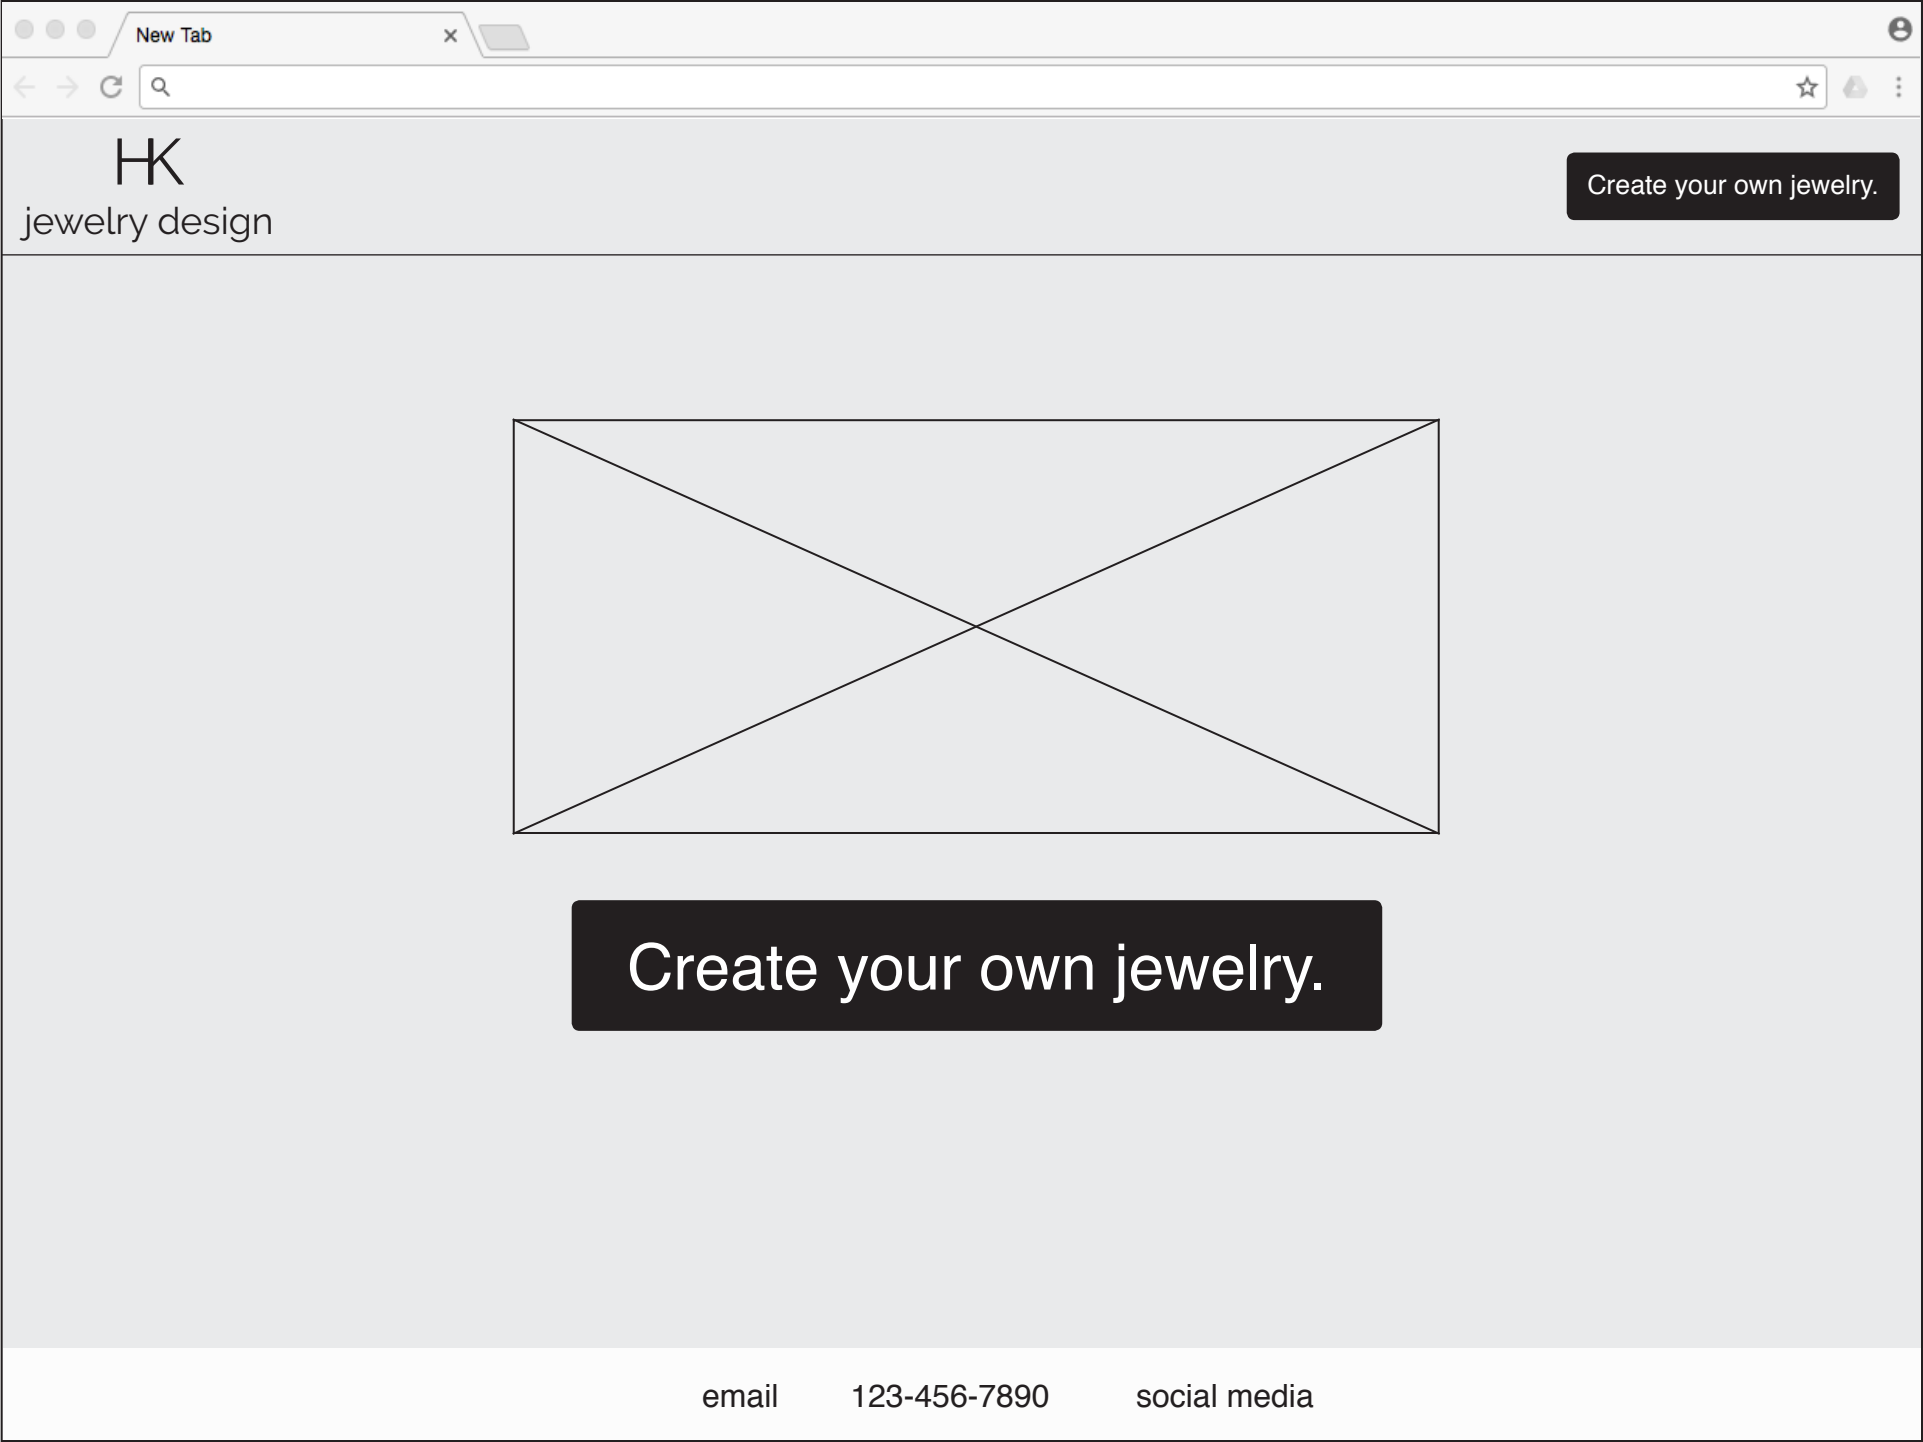 New Tab
HK
jewelry design
Create your own jewelry.
Create your own jewelry.
email 123-456-7890 social media